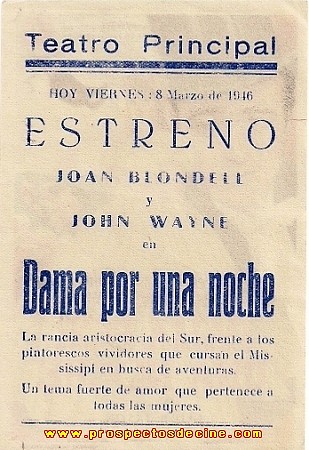 Teatro Principal
HOY VIERNES: 8 Marzo de 1946
ESTRENO
JOAN BLONDELL
y
JOHN WAYNE
en
Dama por una noche
La rancia aristocracia del Sur, frente a los
pintorescos vividores que cursan el Mis-
sissipi en busca de aventuras.
Un tema fuerte de amor que pertenece a
todas las mujeres.
www.prospectosdecine.com